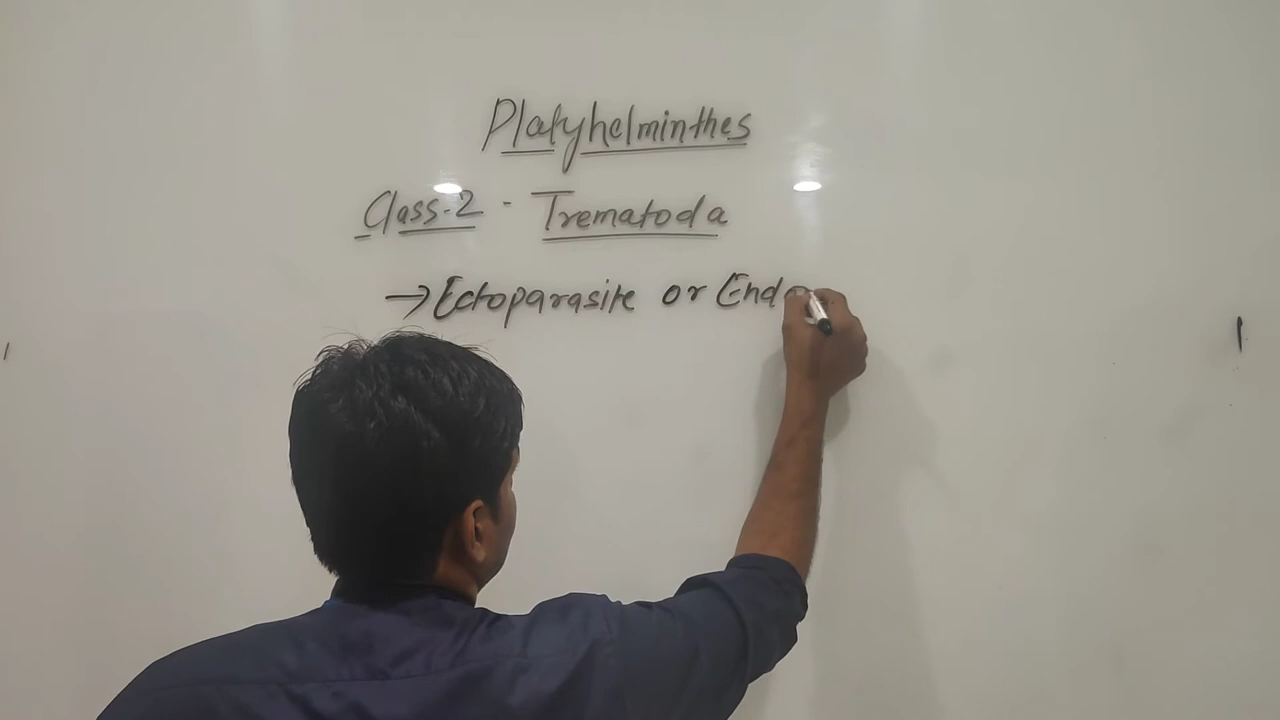 Platyhelminthes
Class-2 - Trematoda
→ Ectoparasite or Endo